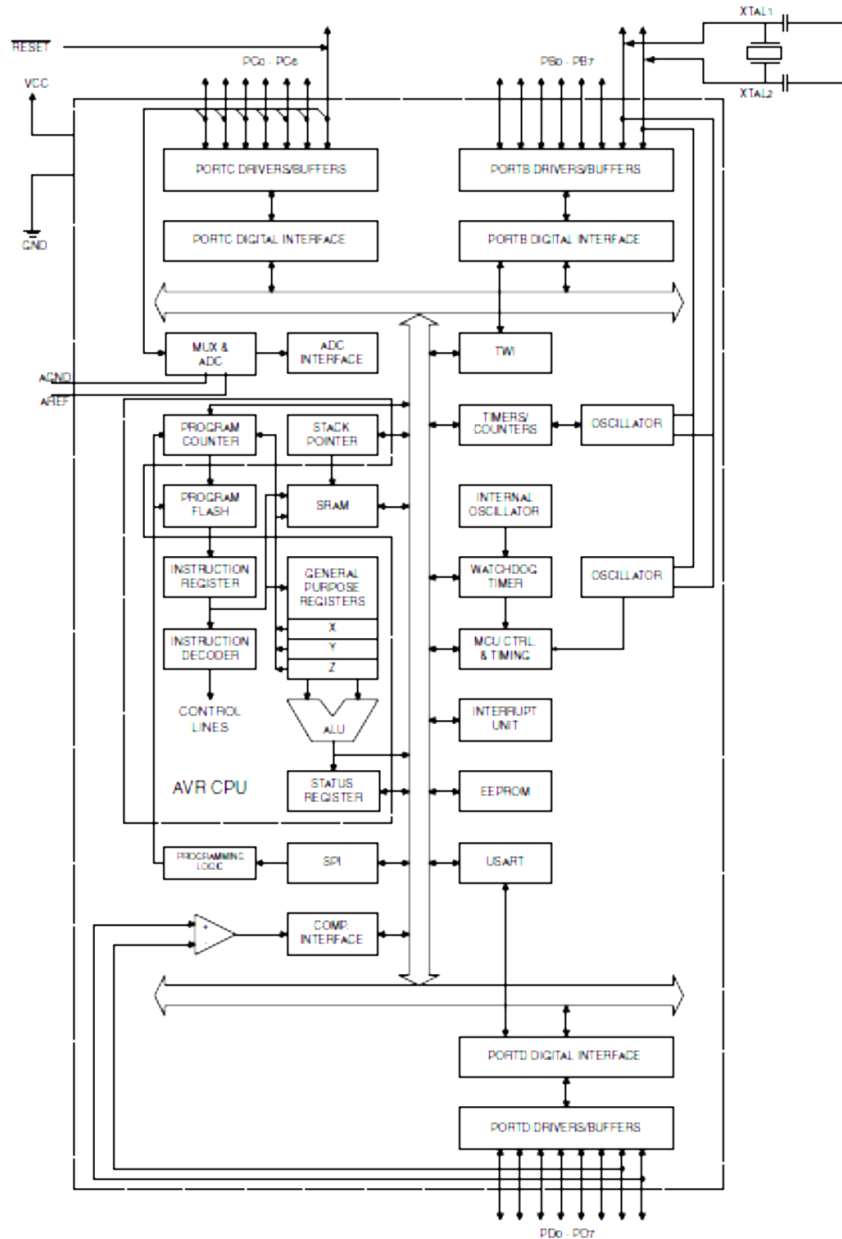 XTAL1
RESET
PC0 - PC6
PB0 - PB7
VCC
XTAL2
PORTC DRIVERS/BUFFERS
PORTB DRIVERS/BUFFERS
PORTC DIGITAL INTERFACE
PORTB DIGITAL INTERFACE
GND
MUX &
ADC
ADC
INTERFACE
TWI
AGND
AREF
PROGRAM
COUNTER
STACK
POINTER
TIMERS/
COUNTERS
OSCILLATOR
PROGRAM
FLASH
SRAM
INTERNAL
OSCILLATOR
INSTRUCTION
REGISTER
GENERAL
PURPOSE
REGISTERS
WATCHDOG
TIMER
OSCILLATOR
X
INSTRUCTION
DECODER
Y
MCU CTRL.
& TIMING
Z
CONTROL
LINES
ALU
INTERRUPT
UNIT
AVR CPU
STATUS
REGISTER
EEPROM
PROGRAMMING
LOGIC
SPI
USART
+
-
COMP.
INTERFACE
PORTD DIGITAL INTERFACE
PORTD DRIVERS/BUFFERS
PD0 - PD7